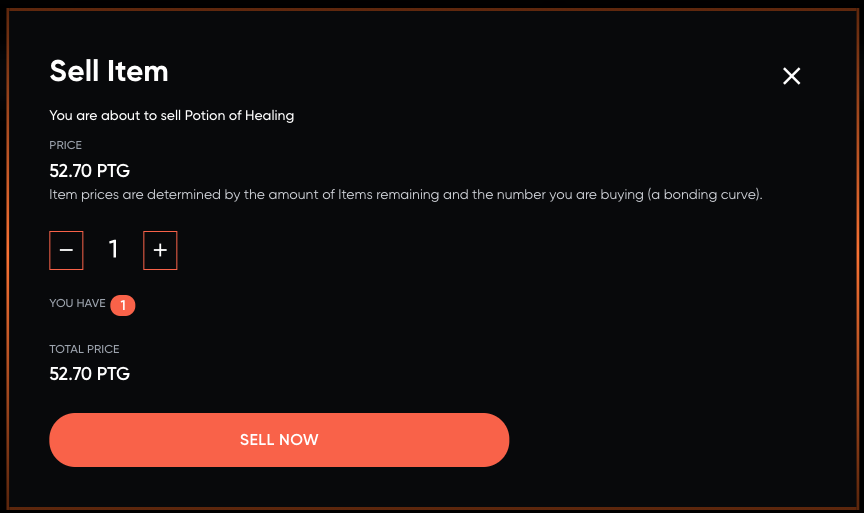 Sell Item
You are about to sell Potion of Healing
PRICE
52.70 PTG
Item prices are determined by the amount of Items remaining and the number you are buying (a bonding curve).
− 1 +
YOU HAVE 1
TOTAL PRICE
52.70 PTG
SELL NOW